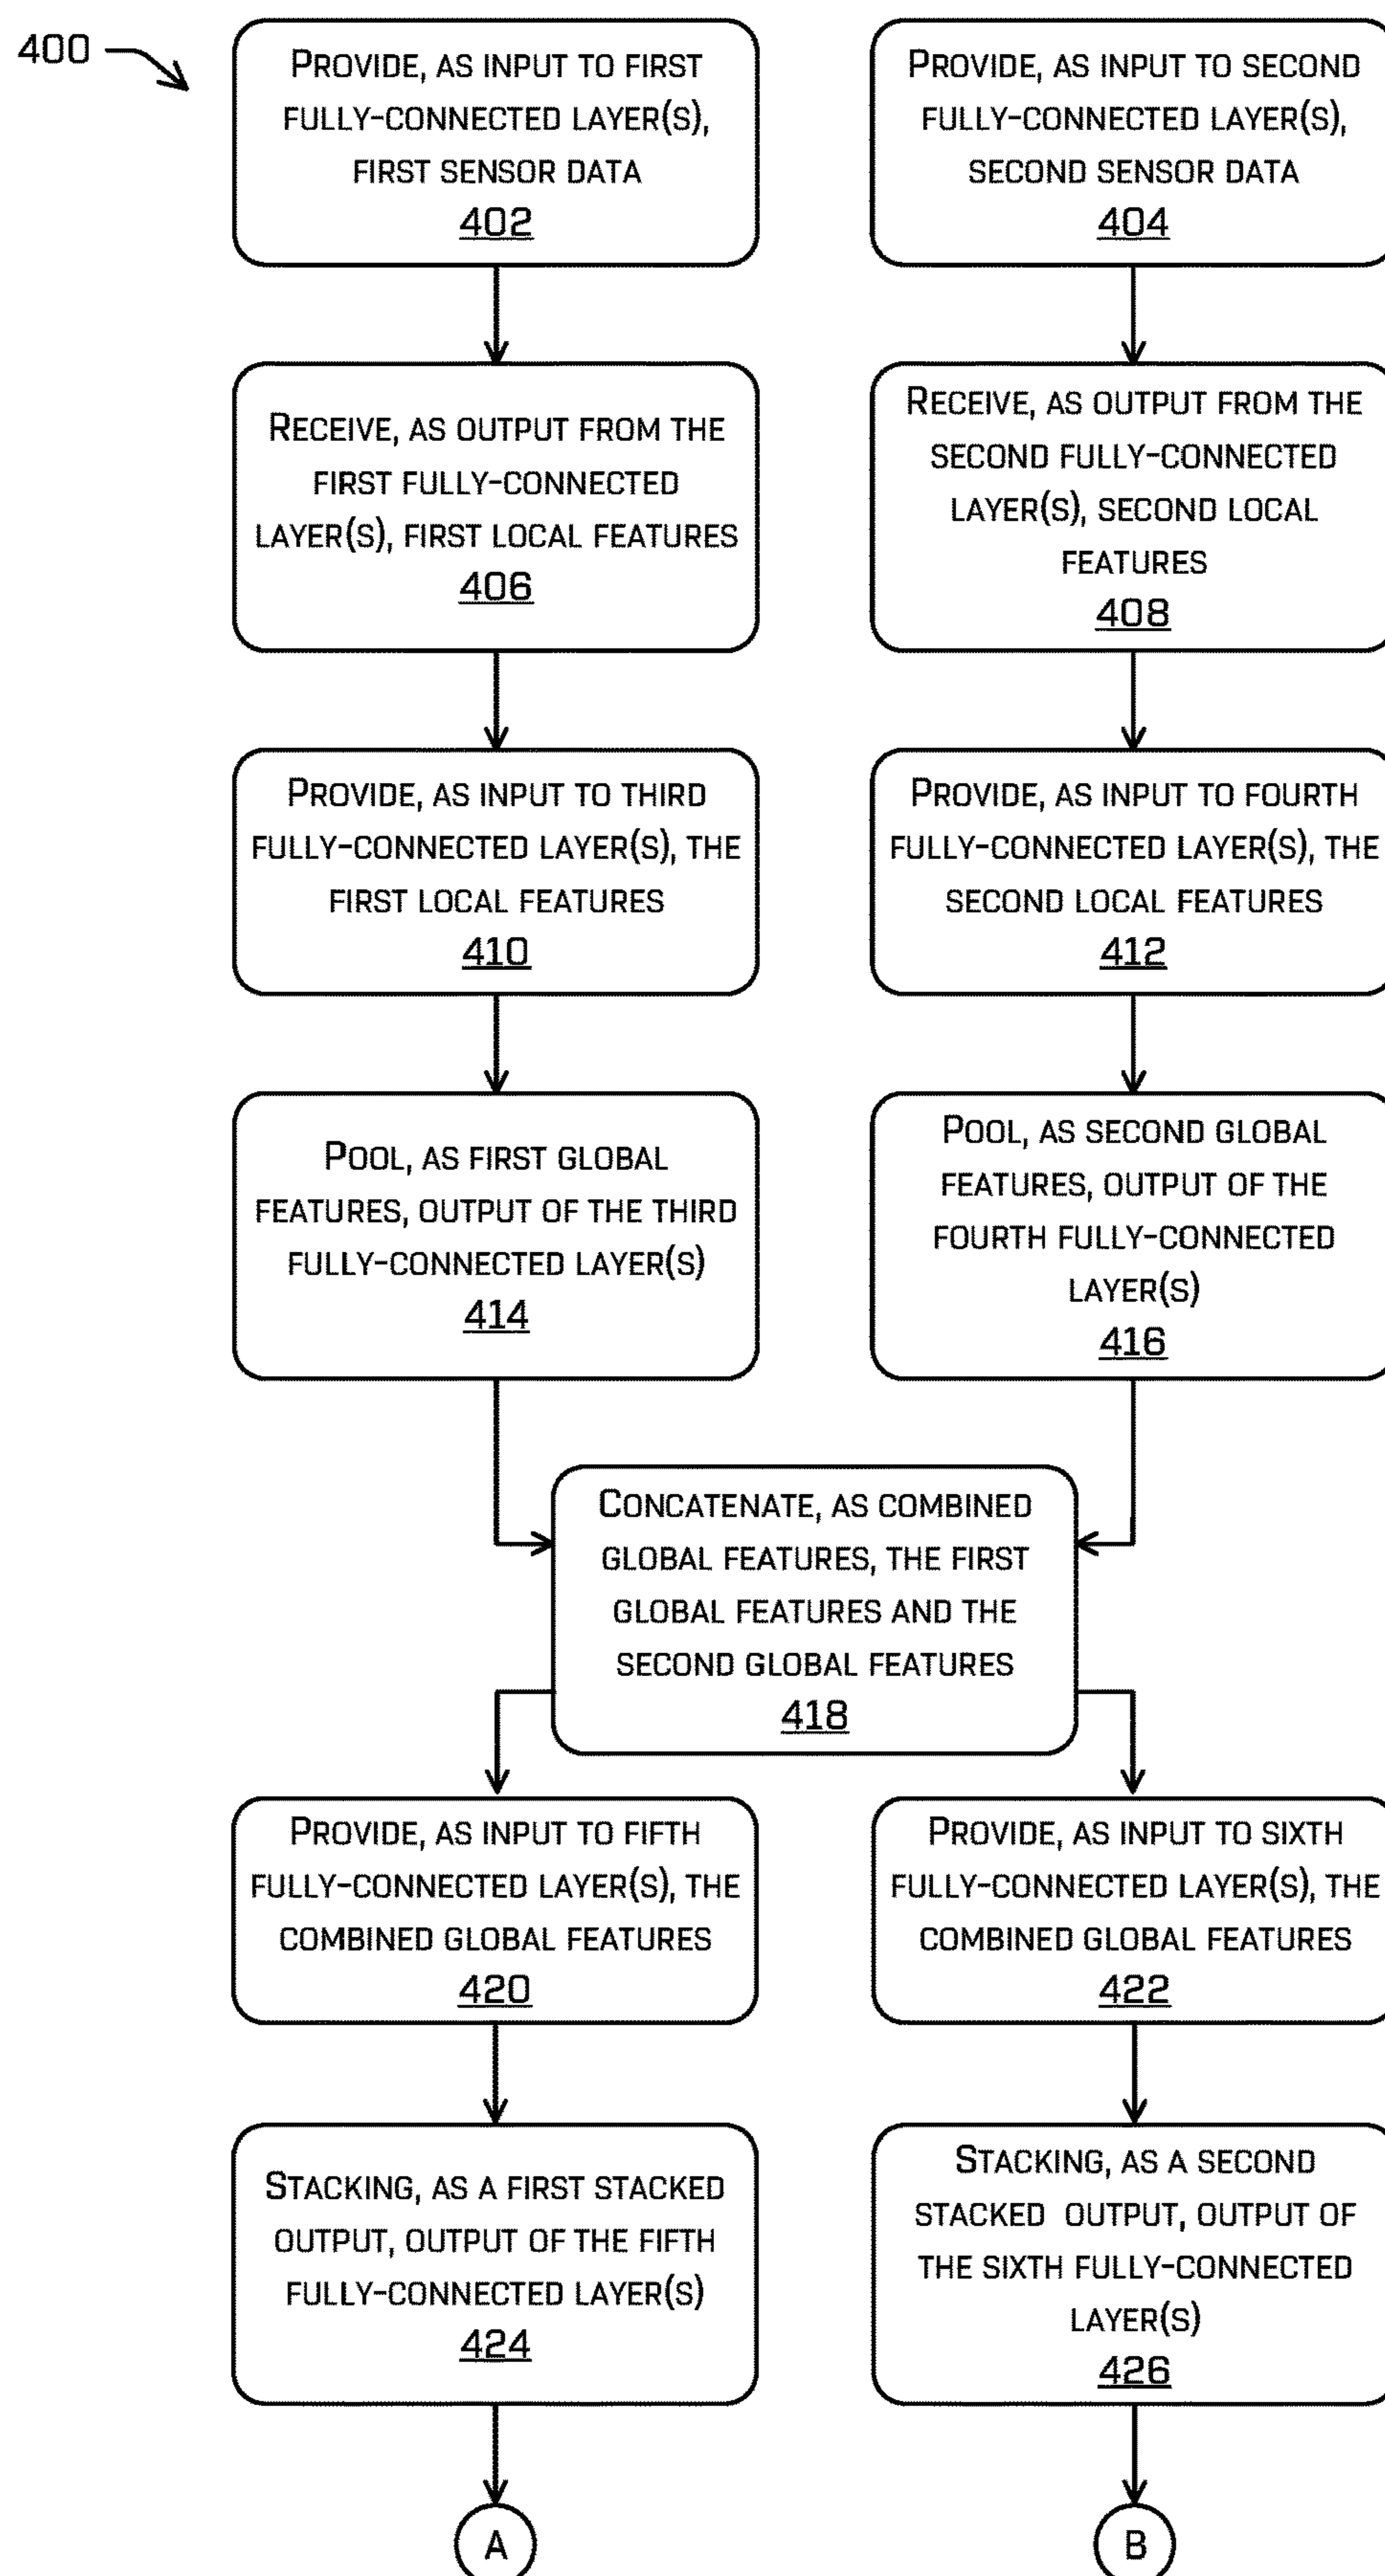 400
PROVIDE, AS INPUT TO FIRST
FULLY-CONNECTED LAYER(S),
FIRST SENSOR DATA
402
PROVIDE, AS INPUT TO SECOND
FULLY-CONNECTED LAYER(S),
SECOND SENSOR DATA
404
RECEIVE, AS OUTPUT FROM THE
FIRST FULLY-CONNECTED
LAYER(S), FIRST LOCAL FEATURES
406
RECEIVE, AS OUTPUT FROM THE
SECOND FULLY-CONNECTED
LAYER(S), SECOND LOCAL
FEATURES
408
PROVIDE, AS INPUT TO THIRD
FULLY-CONNECTED LAYER(S), THE
FIRST LOCAL FEATURES
410
PROVIDE, AS INPUT TO FOURTH
FULLY-CONNECTED LAYER(S), THE
SECOND LOCAL FEATURES
412
POOL, AS FIRST GLOBAL
FEATURES, OUTPUT OF THE THIRD
FULLY-CONNECTED LAYER(S)
414
POOL, AS SECOND GLOBAL
FEATURES, OUTPUT OF THE
FOURTH FULLY-CONNECTED
LAYER(S)
416
CONCATENATE, AS COMBINED
GLOBAL FEATURES, THE FIRST
GLOBAL FEATURES AND THE
SECOND GLOBAL FEATURES
418
PROVIDE, AS INPUT TO FIFTH
FULLY-CONNECTED LAYER(S), THE
COMBINED GLOBAL FEATURES
420
PROVIDE, AS INPUT TO SIXTH
FULLY-CONNECTED LAYER(S), THE
COMBINED GLOBAL FEATURES
422
STACKING, AS A FIRST STACKED
OUTPUT, OUTPUT OF THE FIFTH
FULLY-CONNECTED LAYER(S)
424
STACKING, AS A SECOND
STACKED OUTPUT, OUTPUT OF
THE SIXTH FULLY-CONNECTED
LAYER(S)
426
A
B